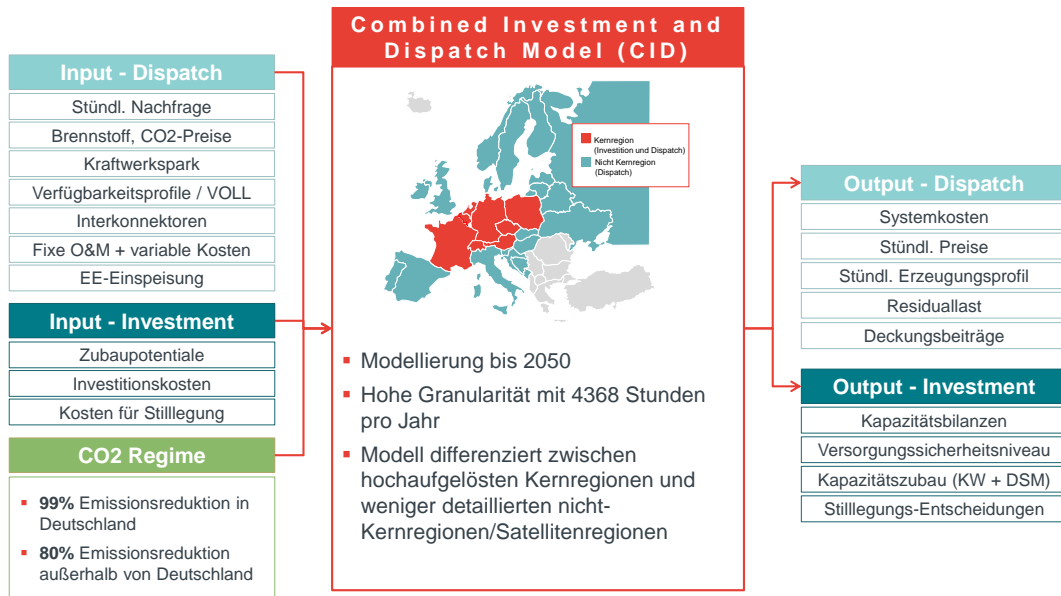 Combined Investment and
Dispatch Model (CID)
Input - Dispatch
Stündl. Nachfrage
Brennstoff, CO2-Preise
Kraftwerkspark
Verfügbarkeitsprofile / VOLL
Interkonnektoren
Fixe O&M + variable Kosten
EE-Einspeisung
Input - Investment
Zubaupotentiale
Investitionskosten
Kosten für Stilllegung
CO2 Regime
▪ 99% Emissionsreduktion in
Deutschland
▪ 80% Emissionsreduktion
außerhalb von Deutschland
Kernregion
(Investition und Dispatch)
Nicht Kernregion
(Dispatch)
▪ Modellierung bis 2050
▪ Hohe Granularität mit 4368 Stunden
pro Jahr
▪ Modell differenziert zwischen
hochaufgelösten Kernregionen und
weniger detaillierten nicht-
Kernregionen/Satellitenregionen
Output - Dispatch
Systemkosten
Stündl. Preise
Stündl. Erzeugungsprofil
Residuallast
Deckungsbeiträge
Output - Investment
Kapazitätsbilanzen
Versorgungssicherheitsniveau
Kapazitätszubau (KW + DSM)
Stilllegungs-Entscheidungen